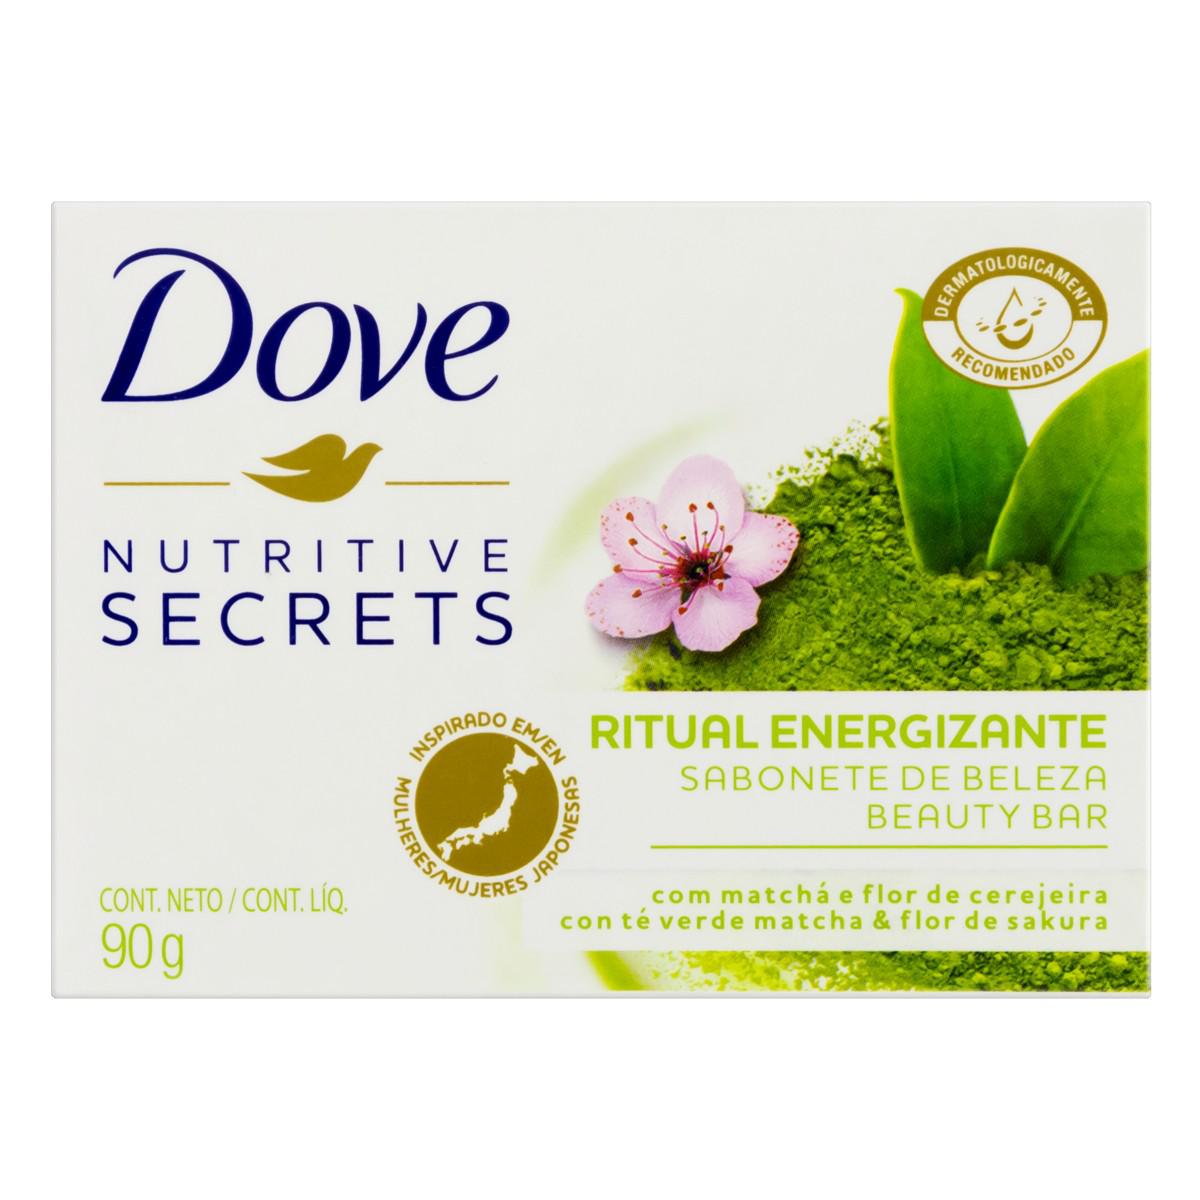 Dove
NUTRITIVE
SECRETS
DERMATOLOGICAMENTE
RECOMENDADO
INSPIRADO EM/EN
MULHERES/MUJERES JAPONESAS
RITUAL ENERGIZANTE
SABONETE DE BELEZA
BEAUTY BAR
com matchá e flor de cerejeira
con té verde matcha & flor de sakura
CONT. NETO / CONT. LÍQ.
90 g